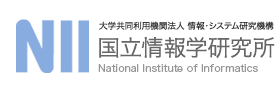 NII
大学共同利用機関法人 情報・システム研究機構
国立情報学研究所
National Institute of Informatics